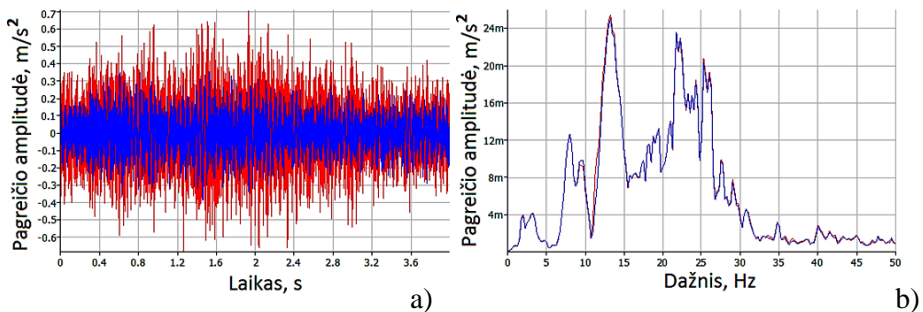 Pagreičio amplitudė, m/s²
0.7
0.6
0.5
0.4
0.3
0.2
0.1
0
-0.1
-0.2
-0.3
-0.4
-0.5
-0.6
0 0.4 0.8 1.2 1.6 2 2.4 2.8 3.2 3.6
Laikas, s
a)
Pagreičio amplitudė, m/s²
24m
20m
16m
12m
8m
4m
0 5 10 15 20 25 30 35 40 45 50
Dažnis, Hz
b)